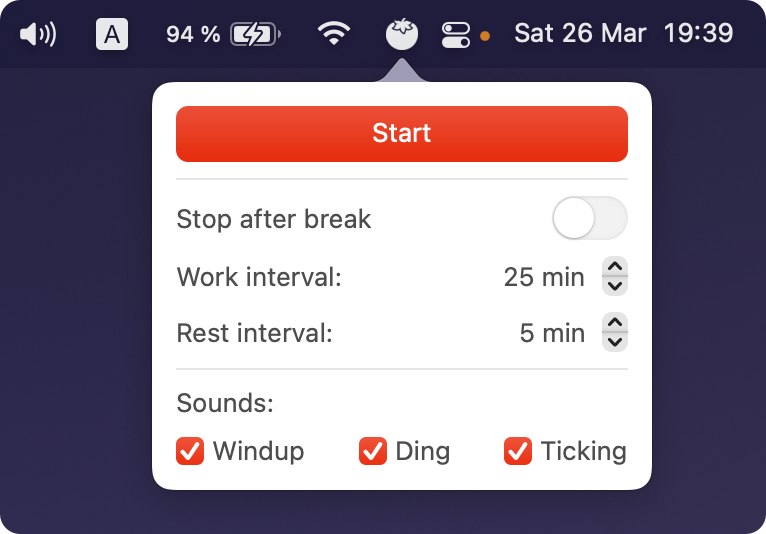 A 94 % Sat 26 Mar 19:39
Start
Stop after break
Work interval: 25 min
Rest interval: 5 min
Sounds:
Windup Ding Ticking